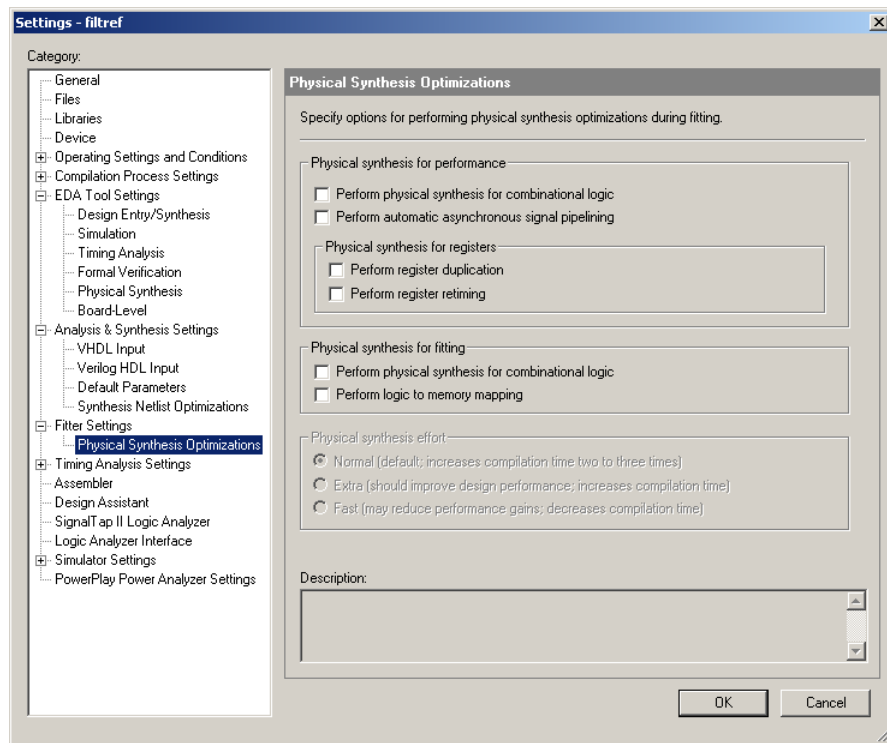 Settings - filtref
Category:
General
Files
Libraries
Device
Operating Settings and Conditions
Compilation Process Settings
EDA Tool Settings
Design Entry/Synthesis
Simulation
Timing Analysis
Formal Verification
Physical Synthesis
Board-Level
Analysis & Synthesis Settings
VHDL Input
Verilog HDL Input
Default Parameters
Synthesis Netlist Optimizations
Fitter Settings
Physical Synthesis Optimizations
Timing Analysis Settings
Assembler
Design Assistant
SignalTap II Logic Analyzer
Logic Analyzer Interface
Simulator Settings
PowerPlay Power Analyzer Settings
Physical Synthesis Optimizations
Specify options for performing physical synthesis optimizations during fitting.
Physical synthesis for performance
Perform physical synthesis for combinational logic
Perform automatic asynchronous signal pipelining
Physical synthesis for registers
Perform register duplication
Perform register retiming
Physical synthesis for fitting
Perform physical synthesis for combinational logic
Perform logic to memory mapping
Physical synthesis effort
Normal (default; increases compilation time two to three times)
Extra (should improve design performance; increases compilation time)
Fast (may reduce performance gains; decreases compilation time)
Description:
OK
Cancel